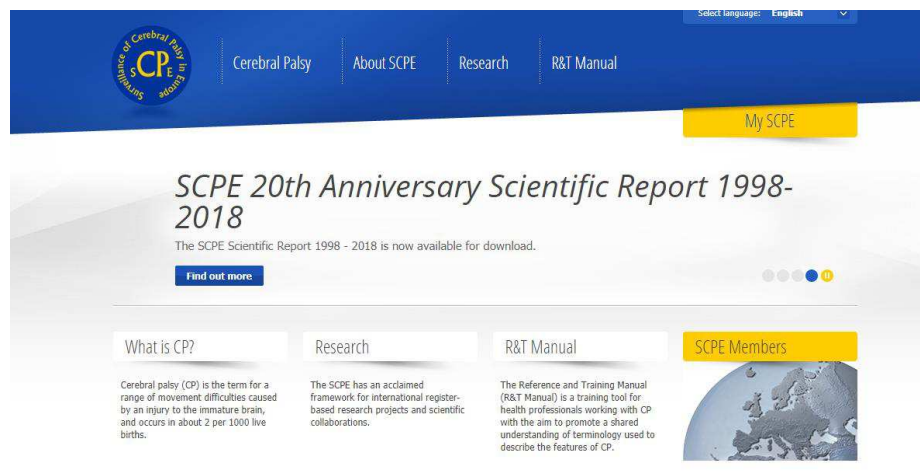 Select language: English
Surveillance of Cerebral Palsy in Europe
SCPE
Cerebral Palsy
About SCPE
Research
R&T Manual
My SCPE
SCPE 20th Anniversary Scientific Report 1998-
2018
The SCPE Scientific Report 1998 - 2018 is now available for download.
Find out more
What is CP?
Cerebral palsy (CP) is the term for a
range of movement difficulties caused
by an injury to the immature brain,
and occurs in about 2 per 1000 live
births.
Research
The SCPE has an acclaimed
framework for international register-
based research projects and scientific
collaborations.
R&T Manual
The Reference and Training Manual
(R&T Manual) is a training tool for
health professionals working with CP
with the aim to promote a shared
understanding of terminology used to
describe the features of CP.
SCPE Members